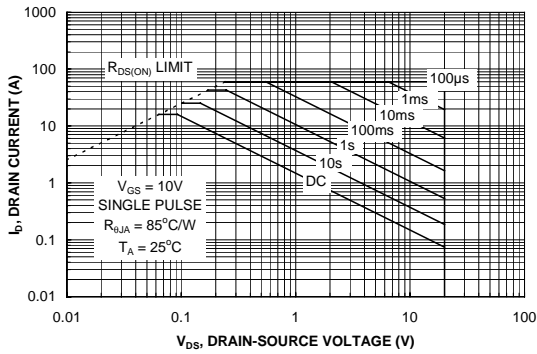 1000
100
10
1
0.1
0.01
I_D, DRAIN CURRENT (A)
R_DS(ON) LIMIT
100µs
1ms
10ms
100ms
1s
10s
DC
V_GS = 10V
SINGLE PULSE
R_θJA = 85°C/W
T_A = 25°C
0.01
0.1
1
10
100
V_DS, DRAIN-SOURCE VOLTAGE (V)